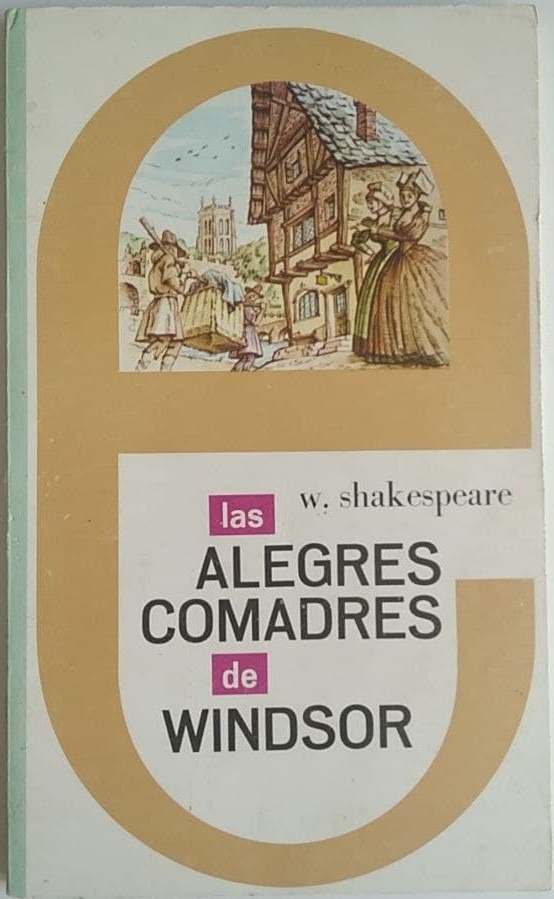 w. shakespeare
las
ALEGRES
COMADRES
de
WINDSOR